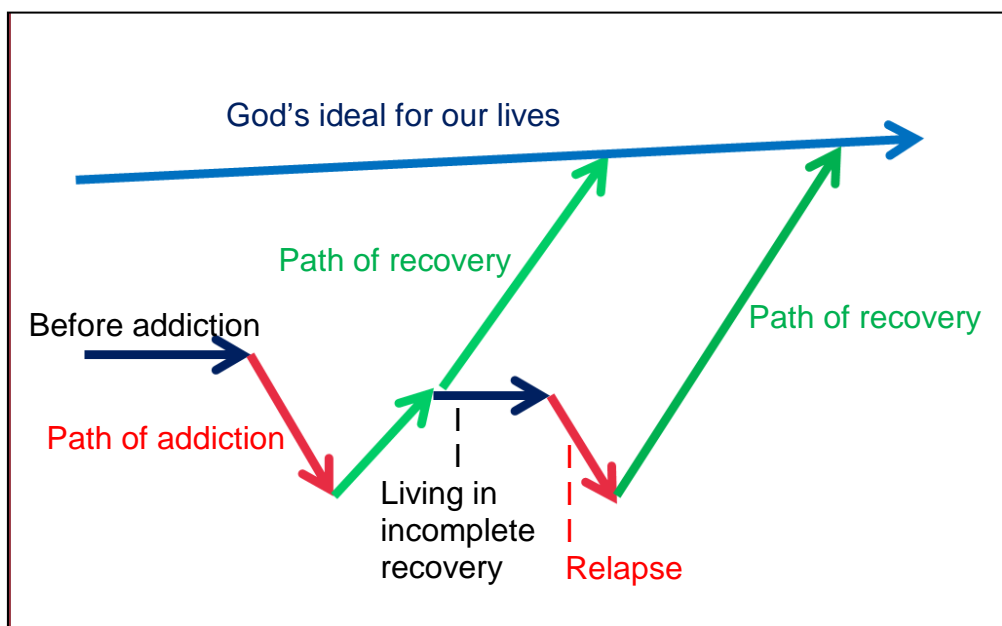 God’s ideal for our lives
Path of recovery
Before addiction
Path of recovery
Path of addiction
Living in
incomplete
recovery
Relapse